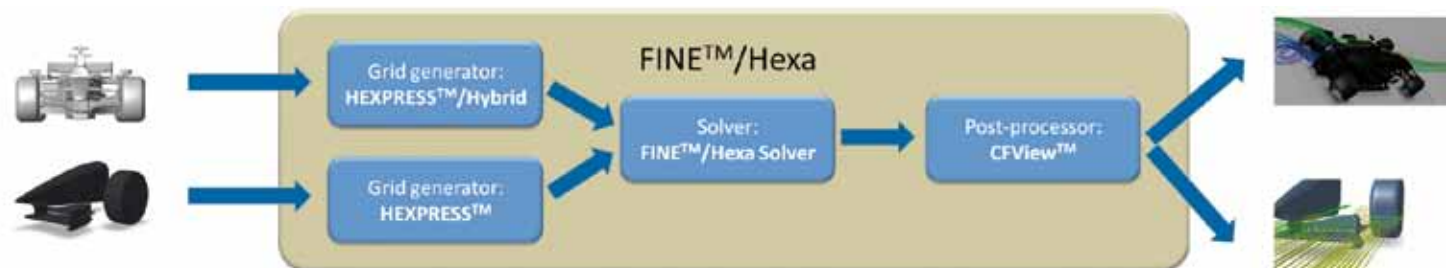 FINE™/Hexa
Grid generator:
HEXPRESS™/Hybrid
Grid generator:
HEXPRESS™
Solver:
FINE™/Hexa Solver
Post-processor:
CFView™